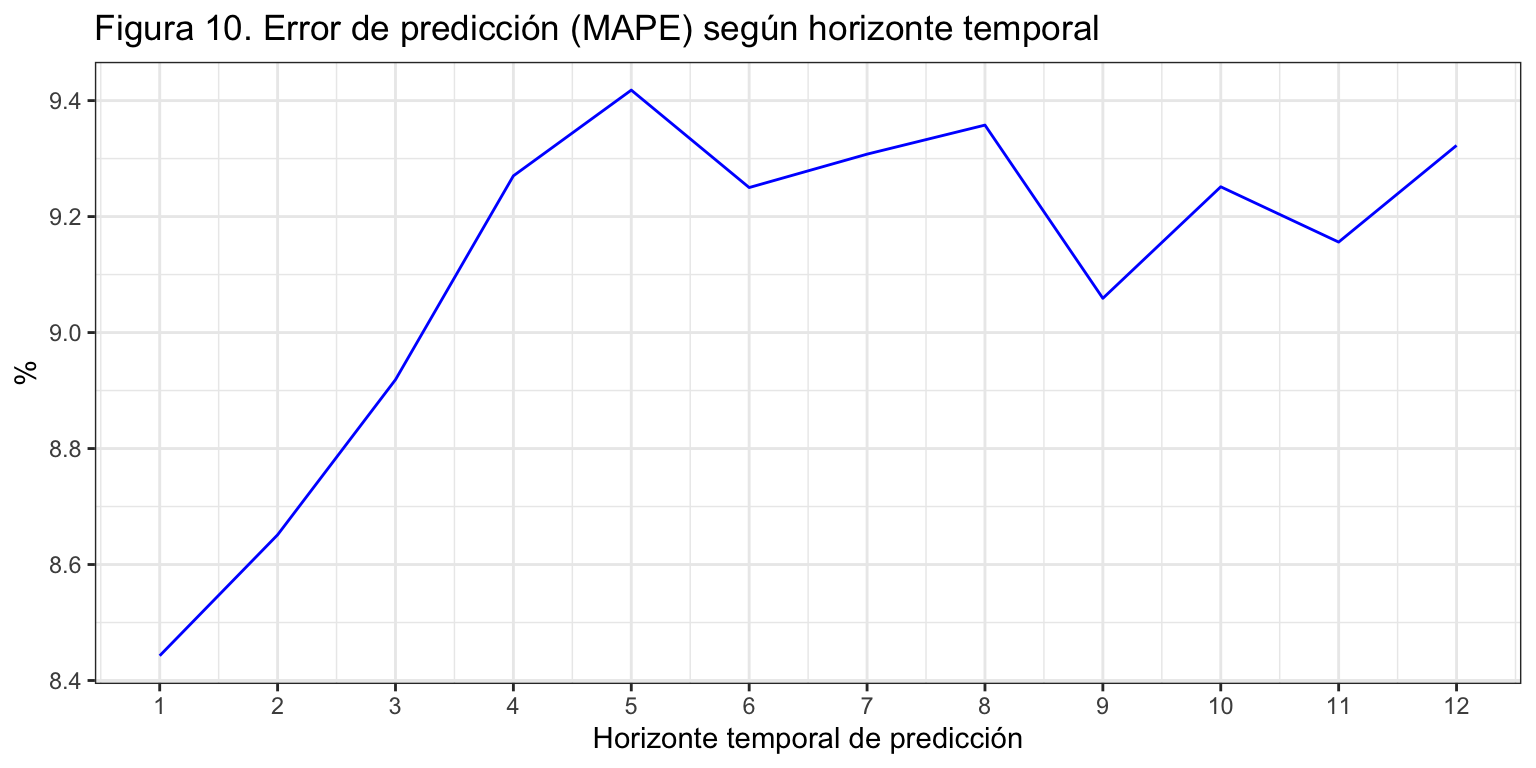 Figura 10. Error de predicción (MAPE) según horizonte temporal
9.4
9.2
9.0
8.8
8.6
8.4
%
1 2 3 4 5 6 7 8 9 10 11 12
Horizonte temporal de predicción